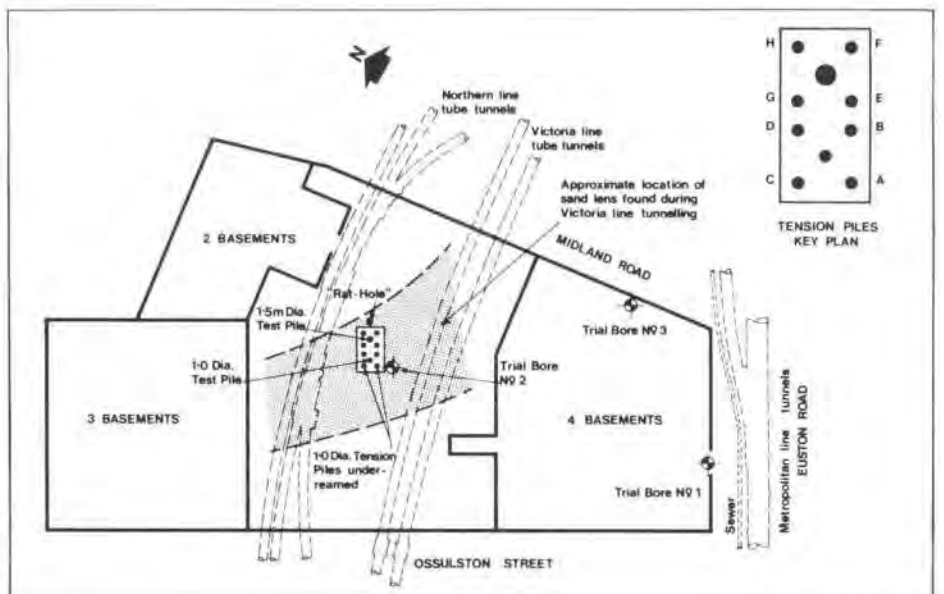 N
Northern line
tube tunnels
Victoria line
tube tunnels
Approximate location of
sand lens found during
Victoria line tunnelling
H
F
G
E
D
B
C
A
TENSION PILES
KEY PLAN
2 BASEMENTS
MIDLAND ROAD
"Rat-Hole"
1·5m Dia.
Test Pile
Trial Bore Nº 3
1·0 Dia.
Test Pile
Trial Bore
Nº 2
3 BASEMENTS
4 BASEMENTS
1·0 Dia. Tension
Piles under-
reamed
Trial Bore Nº 1
Sewer
Metropolitan line tunnels
EUSTON ROAD
OSSULSTON STREET